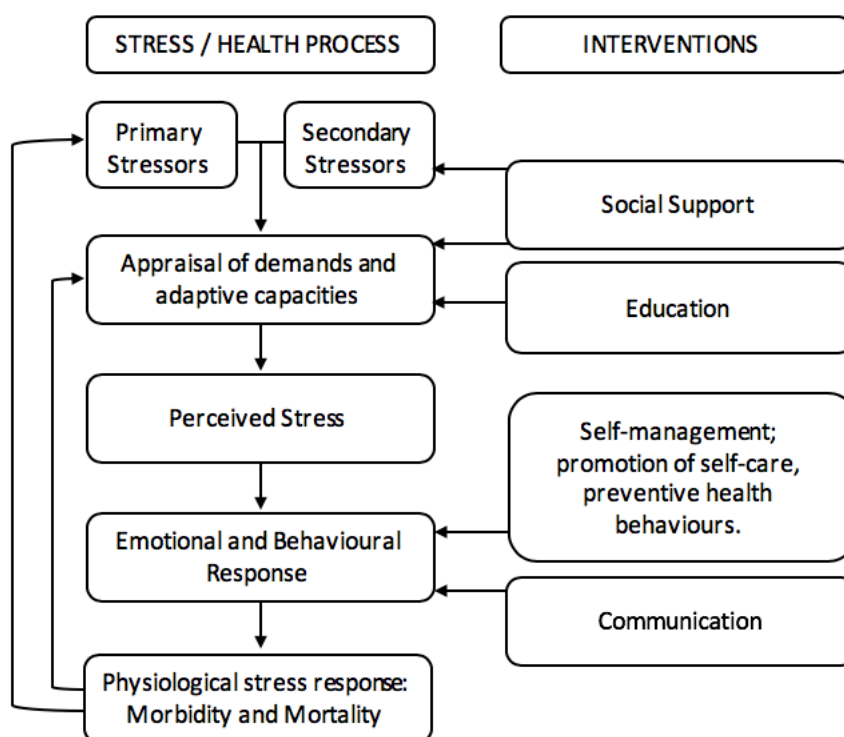 STRESS / HEALTH PROCESS
INTERVENTIONS
Primary
Stressors
Secondary
Stressors
Social Support
Appraisal of demands and
adaptive capacities
Education
Perceived Stress
Self-management;
promotion of self-care,
preventive health
behaviours.
Emotional and Behavioural
Response
Communication
Physiological stress response:
Morbidity and Mortality